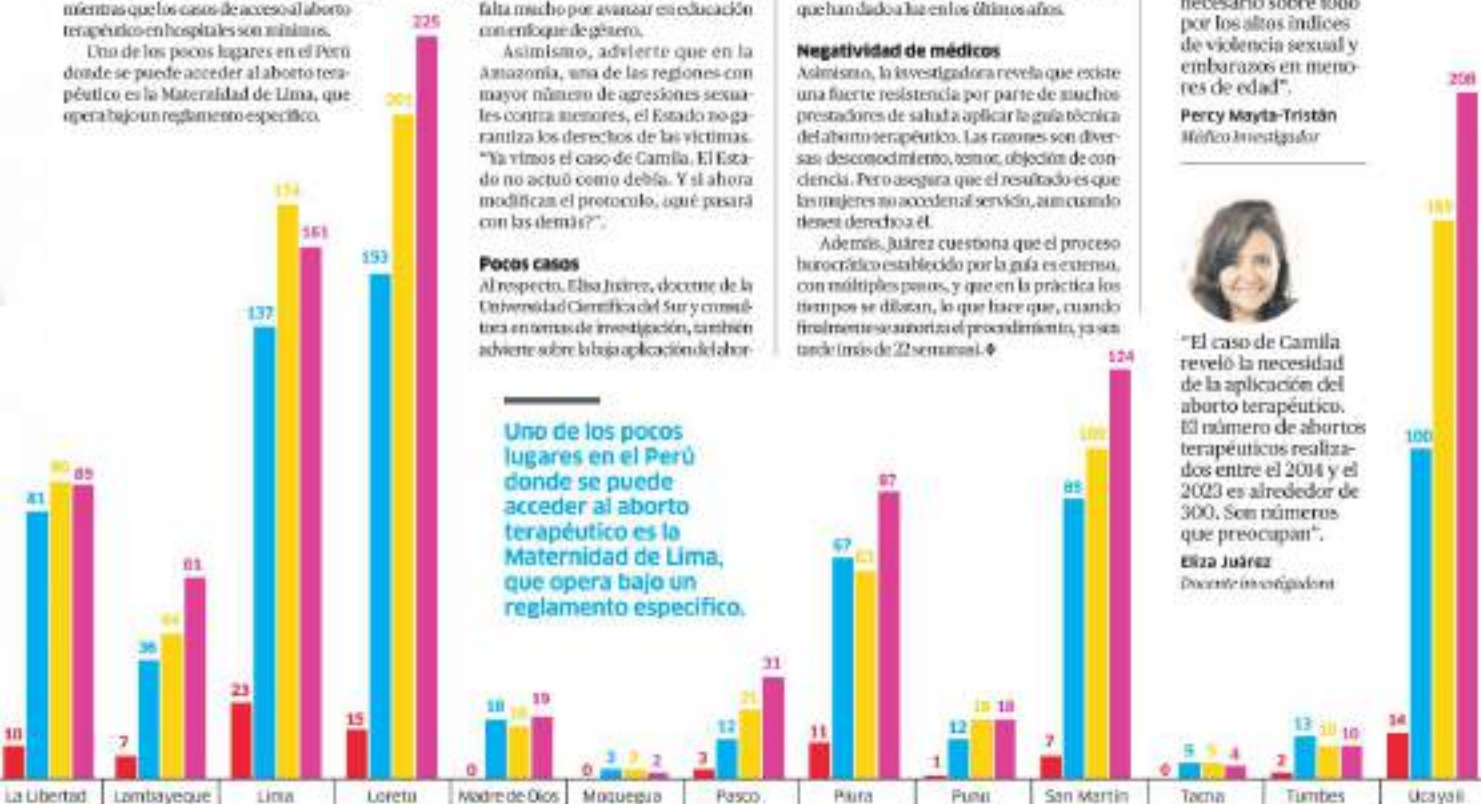 mientras que los casos de acceso al aborto
terapéutico en hospitales son mínimos.
Uno de los pocos lugares en el Perú
donde se puede acceder al aborto tera-
péutico es la Maternidad de Lima, que
opera bajo un reglamento específico.
falta mucho por avanzar en educación
con enfoque de género.
Asimismo, advierte que en la
Amazonía, una de las regiones con
mayor número de agresiones sexua-
les contra menores, el Estado no ga-
rantiza los derechos de las víctimas.
"Ya vimos el caso de Camila. El Esta-
do no actuó como debía. Y si ahora
modifican el protocolo, ¿qué pasará
con las demás?".
Pocos casos
Al respecto, Elisa Juárez, docente de la
Universidad Científica del Sur y consul-
tora en temas de investigación, también
advierte sobre la baja aplicación del abor-
que han dado a luz en los últimos años.
Negatividad de médicos
Asimismo, la investigadora revela que existe
una fuerte resistencia por parte de muchos
prestadores de salud a aplicar la guía técnica
del aborto terapéutico. Las razones son diver-
sas: desconocimiento, temor, objeción de con-
ciencia. Pero asegura que el resultado es que
las mujeres no acceden al servicio, aun cuando
tienen derecho a él.
Además, Juárez cuestiona que el proceso
burocrático establecido por la guía es extenso,
con múltiples pasos, y que en la práctica los
tiempos se dilatan, lo que hace que, cuando
finalmente se autoriza el procedimiento, ya sea
tarde (más de 22 semanas).
necesario sobre todo
por los altos índices
de violencia sexual y
embarazos en meno-
res de edad".
Percy Mayta-Tristán
Médico investigador
"El caso de Camila
reveló la necesidad
de la aplicación del
aborto terapéutico.
El número de abortos
terapéuticos realiza-
dos entre el 2014 y el
2023 es alrededor de
300. Son números
que preocupan".
Eliza Juárez
Docente investigadora
Uno de los pocos
lugares en el Perú
donde se puede
acceder al aborto
terapéutico es la
Maternidad de Lima,
que opera bajo un
reglamento específico.
10 81 90 89
7 36 44 61
23 137 174 161
15 153 201 225
0 18 16 19
0 3 3 2
3 12 21 31
11 67 63 87
1 12 18 18
7 85 100 124
0 5 5 4
2 13 10 10
14 100 169 208
La Libertad Lambayeque Lima Loreto Madre de Dios Moquegua Pasco Piura Puno San Martín Tacna Tumbes Ucayali